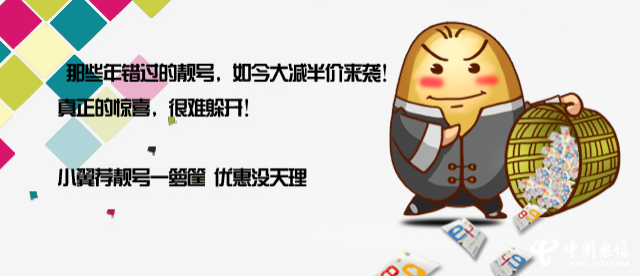 那些年错过的靓号，如今大减半价来袭！
真正的惊喜，很难躲开！
小翼荐靓号一箩筐 优惠没天理
中国电信
CHINA TELECOM